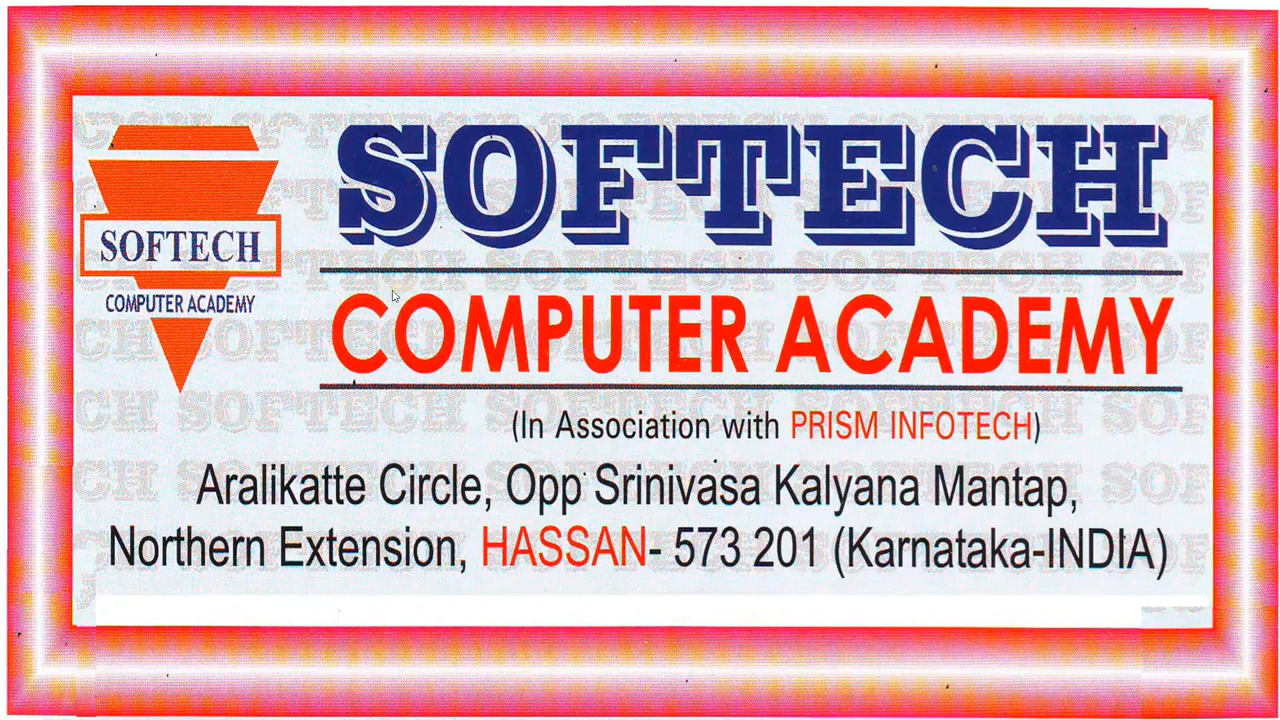 SOFTECH
COMPUTER ACADEMY
SOFTECH
COMPUTER ACADEMY
(In Association with PRISM INFOTECH)
Aralikatte Circle, Opp Srinivasa Kalyana Mantap,
Northern Extension, HASSAN- 573 201 (Karnataka-INDIA)